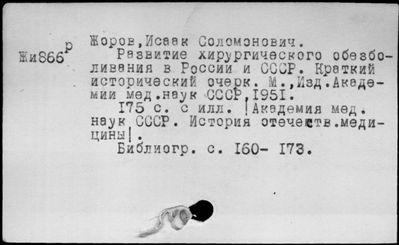 р
Жи866
Жоров,Исаак Соломонович.
Развитие хирургического обезбо-
ливания в России и СССР. Краткий
исторический очерк. М.,Изд.Акаде-
мии мед.наук СССР,1951.
175 с. с илл. |Академия мед.
наук СССР. История отечеств.меди-
цины|.
Библиогр. с. 160- 173.